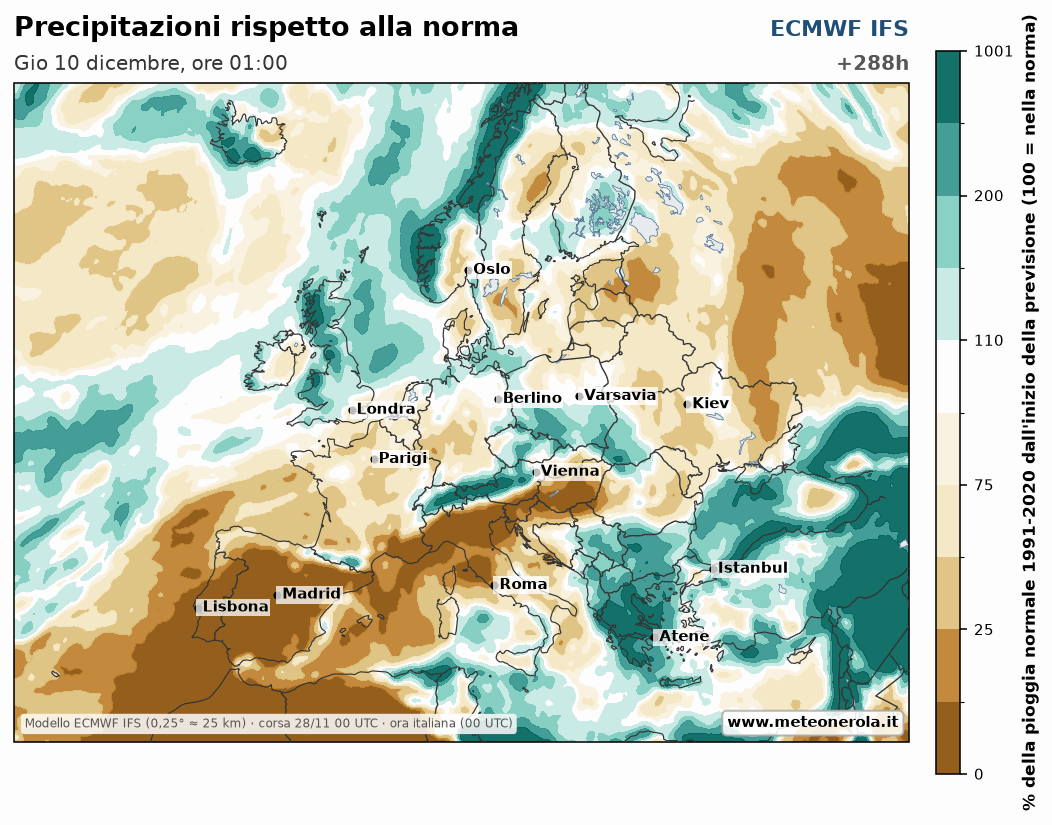 Precipitazioni rispetto alla norma
ECMWF IFS
Gio 10 dicembre, ore 01:00
+288h
Oslo
Londra
Berlino
Varsavia
Kiev
Parigi
Vienna
Istanbul
Madrid
Roma
Lisbona
Atene
Modello ECMWF IFS (0,25° ≈ 25 km) · corsa 28/11 00 UTC · ora italiana (00 UTC)
www.meteonerola.it
1001
200
110
75
25
0
% della pioggia normale 1991-2020 dall'inizio della previsione (100 = nella norma)